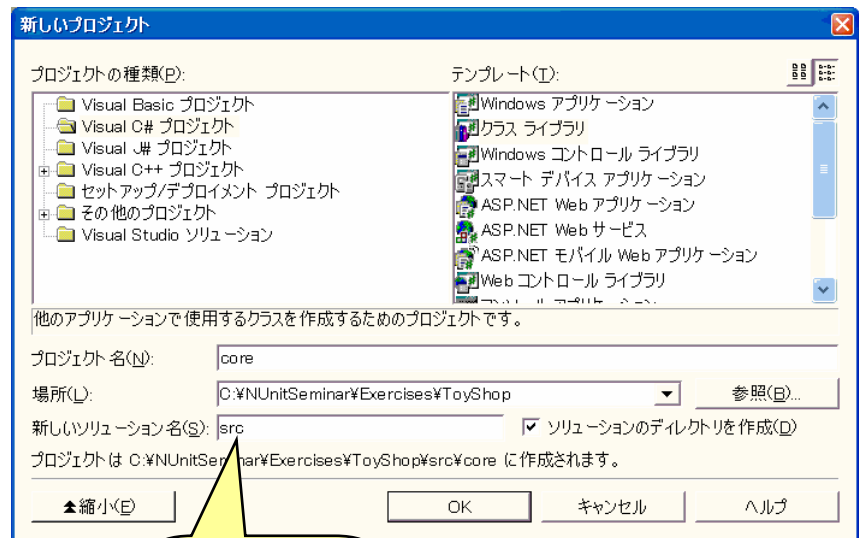 新しいプロジェクト
プロジェクトの種類(P):
テンプレート(T):
Visual Basic プロジェクト
Visual C# プロジェクト
Visual J# プロジェクト
Visual C++ プロジェクト
セットアップ/デプロイメント プロジェクト
その他のプロジェクト
Visual Studio ソリューション
Windows アプリケーション
クラス ライブラリ
Windows コントロール ライブラリ
スマート デバイス アプリケーション
ASP.NET Web アプリケーション
ASP.NET Web サービス
ASP.NET モバイル Web アプリケーション
Web コントロール ライブラリ
他のアプリケーションで使用するクラスを作成するためのプロジェクトです。
プロジェクト名(N): core
場所(L): C:¥NUnitSeminar¥Exercises¥ToyShop 参照(B)...
新しいソリューション名(S): src ソリューションのディレクトリを作成(D)
プロジェクトは C:¥NUnitSeminar¥Exercises¥ToyShop¥src¥core に作成されます。
縮小(E) OK キャンセル ヘルプ